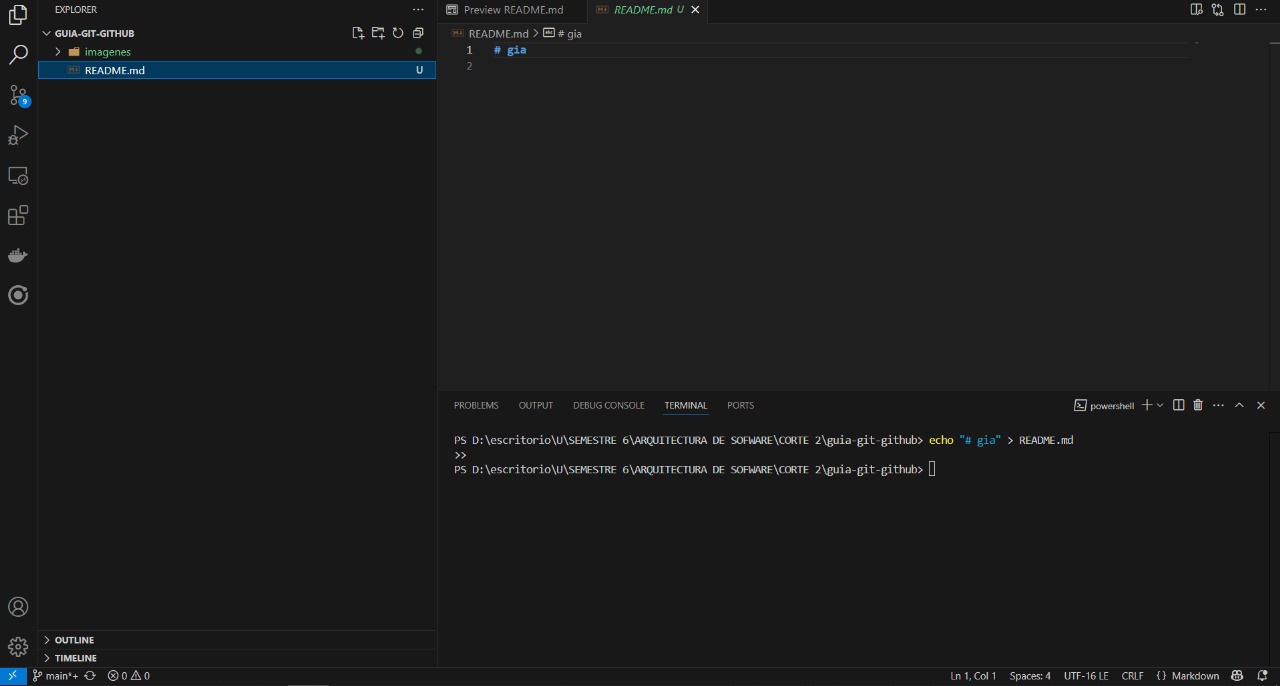 EXPLORER
GUIA-GIT-GITHUB
imagenes
README.md U
9
Preview README.md
README.md U
README.md > # gia
1 # gia
2
PROBLEMS OUTPUT DEBUG CONSOLE TERMINAL PORTS
powershell
PS D:\escritorio\U\SEMESTRE 6\ARQUITECTURA DE SOFWARE\CORTE 2\guia-git-github> echo "# gia" > README.md
>>
PS D:\escritorio\U\SEMESTRE 6\ARQUITECTURA DE SOFWARE\CORTE 2\guia-git-github>
OUTLINE
TIMELINE
main*+ 0 0 Ln 1, Col 1 Spaces: 4 UTF-16 LE CRLF {} Markdown